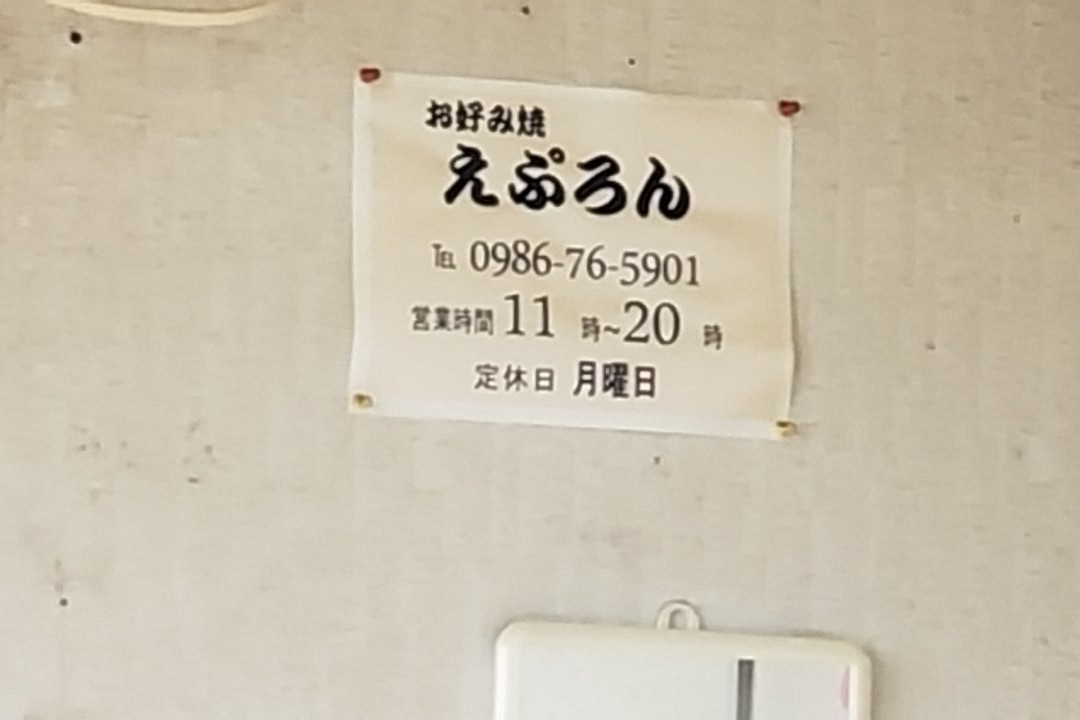 お好み焼
えぷろん
TEL 0986-76-5901
営業時間 11 時~20 時
定休日 月曜日